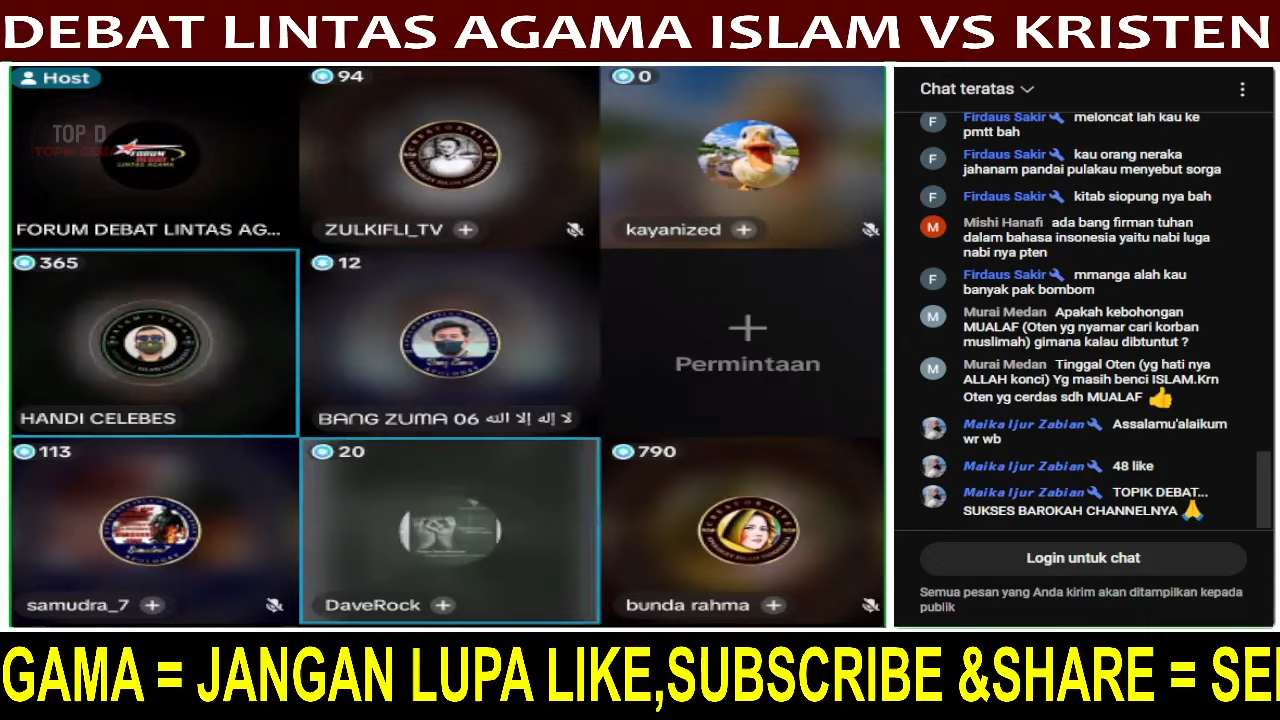 DEBAT LINTAS AGAMA ISLAM VS KRISTEN
Host
TOP D
FORUM DEBAT LINTAS AG...
94
ZULKIFLI_TV
0
kayanized
365
HANDI CELEBES
12
BANG ZUMA 06 لا إله إلا الله
Permintaan
113
samudra_7
20
DaveRock
790
bunda rahma
Chat teratas
Firdaus Sakir meloncat lah kau ke
pmtt bah
Firdaus Sakir kau orang neraka
jahanam pandai pulakau menyebut sorga
Firdaus Sakir kitab siopung nya bah
Mishi Hanafi ada bang firman tuhan
dalam bahasa insonesia yaitu nabi luga
nabi nya pten
Firdaus Sakir mmanga alah kau
banyak pak bombom
Murai Medan Apakah kebohongan
MUALAF (Oten yg nyamar cari korban
muslimah) gimana kalau dibtuntut ?
Murai Medan Tinggal Oten (yg hati nya
ALLAH konci) Yg masih benci ISLAM.Krn
Oten yg cerdas sdh MUALAF 👍
Maika Ijur Zabian Assalamu'alaikum
wr wb
Maika Ijur Zabian 48 like
Maika Ijur Zabian TOPIK DEBAT...
SUKSES BAROKAH CHANNELNYA 🙏
Login untuk chat
Semua pesan yang Anda kirim akan ditampilkan kepada
publik
GAMA = JANGAN LUPA LIKE,SUBSCRIBE &SHARE = SE